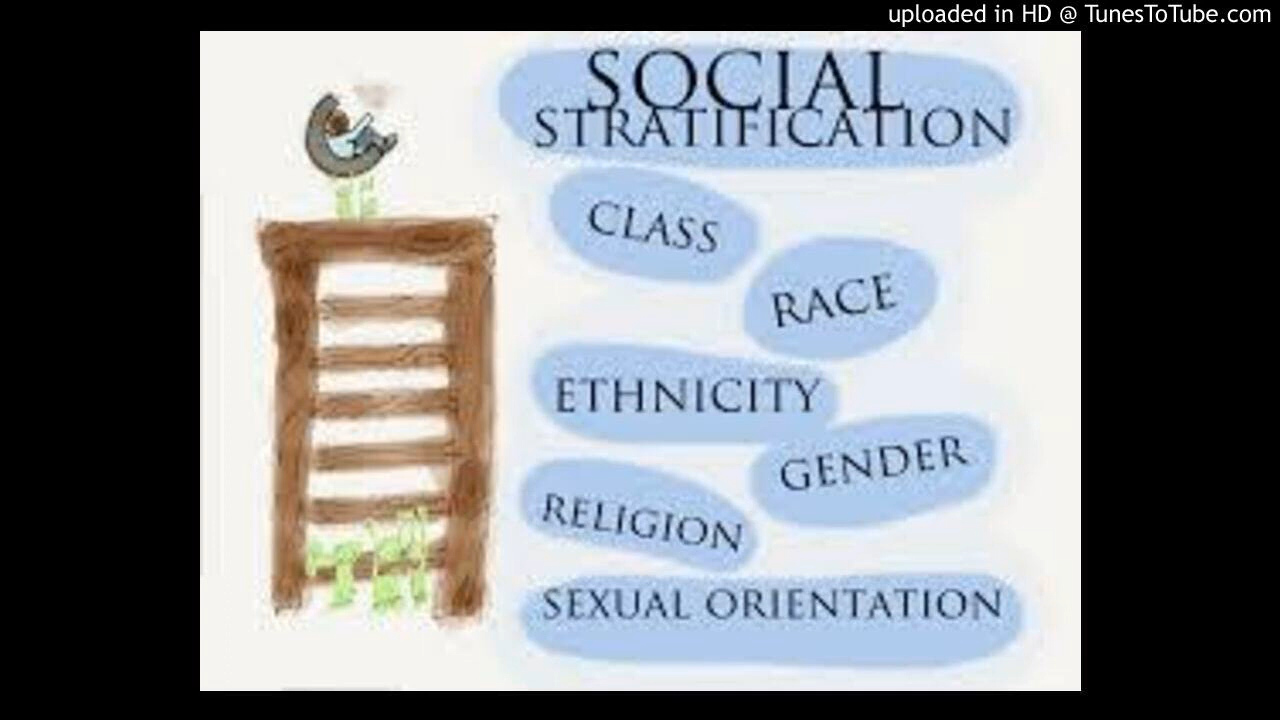 uploaded in HD @ TunesToTube.com
SOCIAL
STRATIFICATION
CLASS
RACE
ETHNICITY
GENDER
RELIGION
SEXUAL ORIENTATION